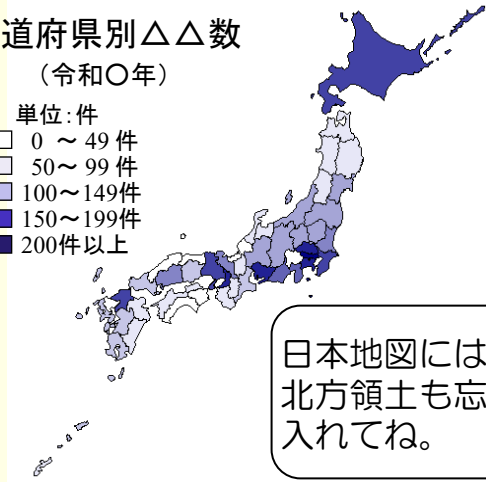 道府県別△△数
（令和〇年）
単位：件
0 ～ 49 件
50～ 99 件
100～149件
150～199件
200件以上
日本地図には
北方領土も忘
入れてね。